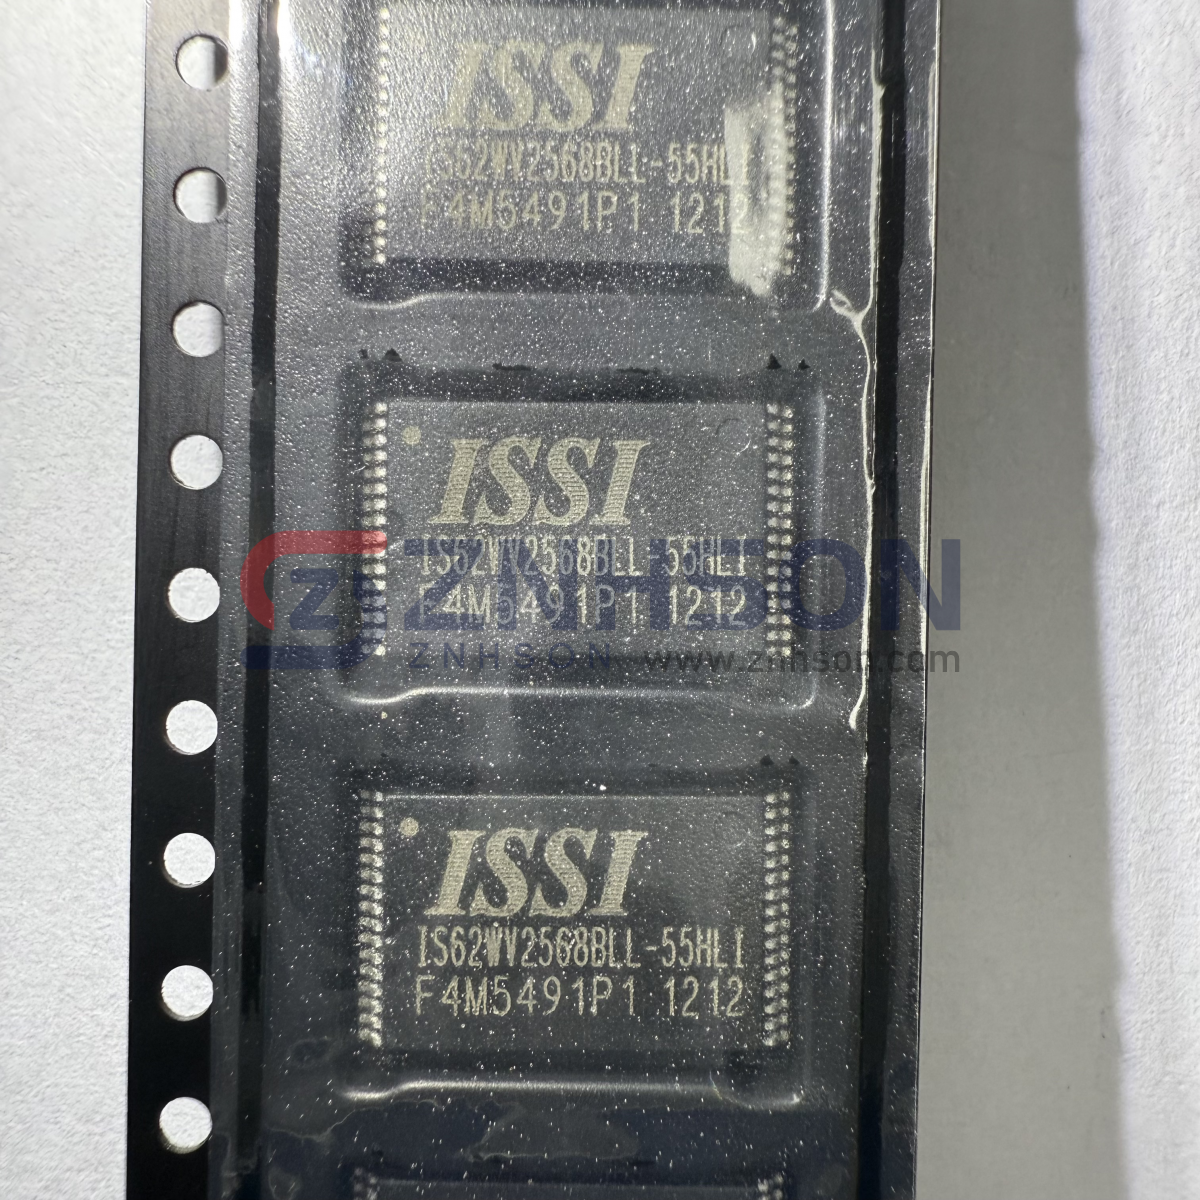 ISSI
IS62WV2568BLL-55HLI
F4M5491P1 1212
ISSI
IS62WV2568BLL-55HLI
F4M5491P1 1212
ZNHSON
ZNHSON www.znhson.com
ISSI
IS62WV2568BLL-55HLI
F4M5491P1 1212